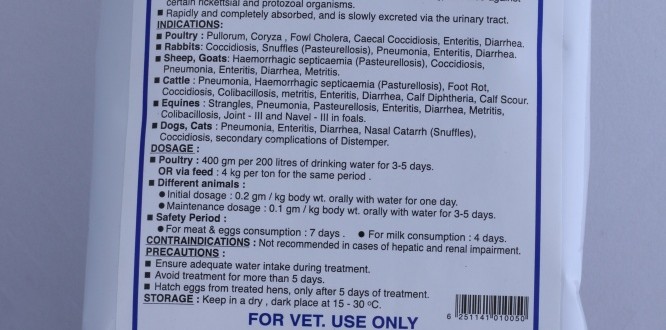 certain rickettsial and protozoal organisms.
■ Rapidly and completely absorbed, and is slowly excreted via the urinary tract.
INDICATIONS:
■ Poultry : Pullorum, Coryza , Fowl Cholera, Caecal Coccidiosis, Enteritis, Diarrhea.
■ Rabbits: Coccidiosis, Snuffles (Pasteurellosis), Pneumonia, Enteritis, Diarrhea.
■ Sheep, Goats: Haemorrhagic septicaemia (Pasturellosis), Coccidiosis,
Pneumonia, Enteritis, Diarrhea, Metritis.
■ Cattle : Pneumonia, Haemorrhagic septicaemia (Pasturellosis), Foot Rot,
Coccidiosis, Colibacillosis, metritis, Enteritis, Diarrhea, Calf Diphtheria, Calf Scour.
■ Equines : Strangles, Pneumonia, Pasteurellosis, Enteritis, Diarrhea, Metritis,
Colibacillosis, Joint - III and Navel - III in foals.
■ Dogs, Cats : Pneumonia, Enteritis, Diarrhea, Nasal Catarrh (Snuffles),
Coccidiosis, secondary complications of Distemper.
DOSAGE :
■ Poultry : 400 gm per 200 litres of drinking water for 3-5 days.
OR via feed : 4 kg per ton for the same period .
■ Different animals :
● Initial dosage : 0.2 gm / kg body wt. orally with water for one day.
● Maintenance dosage : 0.1 gm / kg body wt. orally with water for 3-5 days.
■ Safety Period :
● For meat & eggs consumption : 7 days . ● For milk consumption : 4 days.
CONTRAINDICATIONS : Not recommended in cases of hepatic and renal impairment.
PRECAUTIONS :
■ Ensure adequate water intake during treatment.
■ Avoid treatment for more than 5 days.
■ Hatch eggs from treated hens, only after 5 days of treatment.
STORAGE : Keep in a dry , dark place at 15 - 30 ºC.
6 251141 010050
FOR VET. USE ONLY